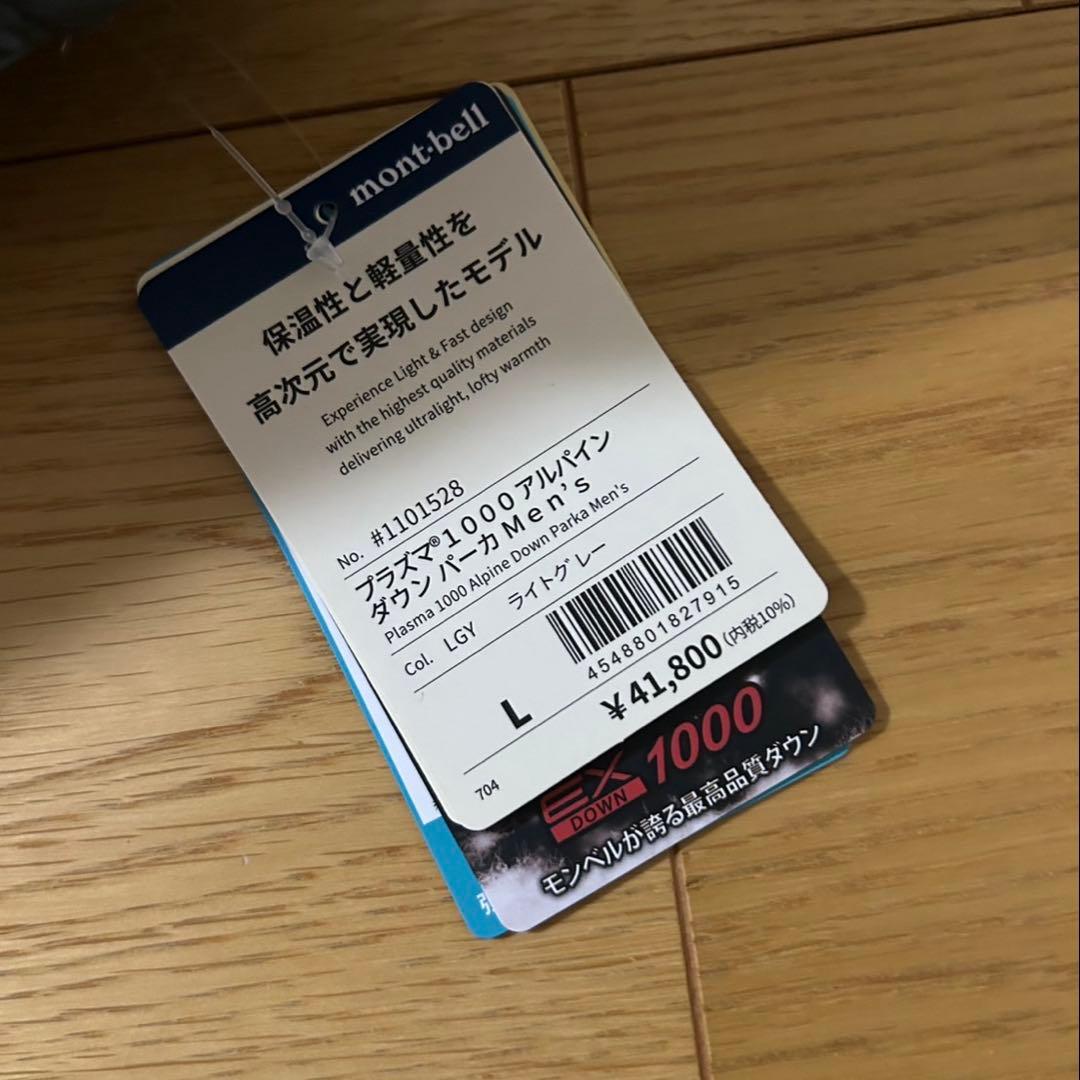 mont·bell
保温性と軽量性を
高次元で実現したモデル
Experience Light & Fast design
with the highest quality materials
delivering ultralight, lofty warmth
No. #1101528
プラズマ®１０００アルパイン
ダウン パーカ Ｍｅｎ’ｓ
Plasma 1000 Alpine Down Parka Men's
Col. LGY ライトグレー
4548801827915
L ￥41,800(内税10%)
704
EX 1000
DOWN
モンベルが誇る最高品質ダウン